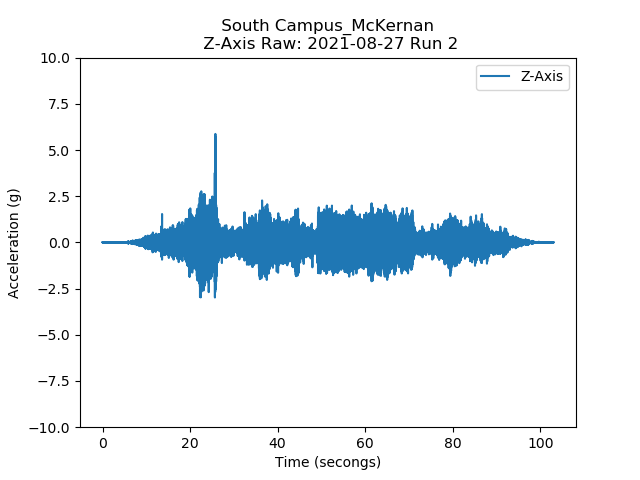 South Campus_McKernan
Z-Axis Raw: 2021-08-27 Run 2
Z-Axis
10.0
7.5
5.0
2.5
0.0
−2.5
−5.0
−7.5
−10.0
Acceleration (g)
0 20 40 60 80 100
Time (secongs)